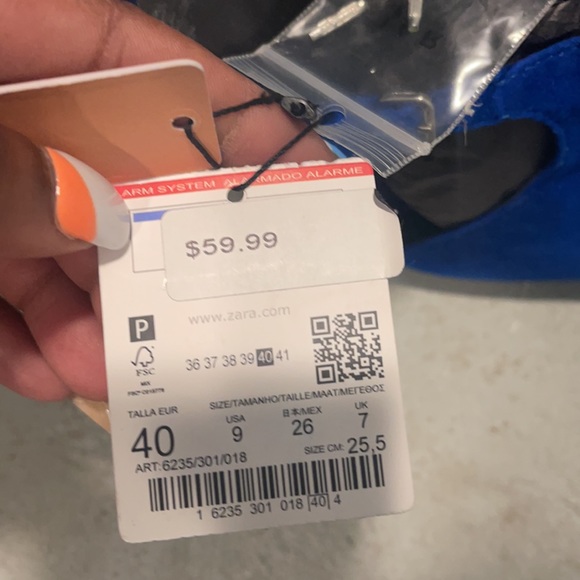 ARM SYSTEM ALARMADO ALARME
$59.99
www.zara.com
P
FSC
MIX
36 37 38 39 40 41
SIZE/TAMANHO/TAILLE/MAAT/ΜΕΓΕΘΟΣ
TALLA EUR USA 日本/MEX UK
40 9 26 7
ART: 6235/301/018 SIZE CM: 25,5
1 6235 301 018 40 4